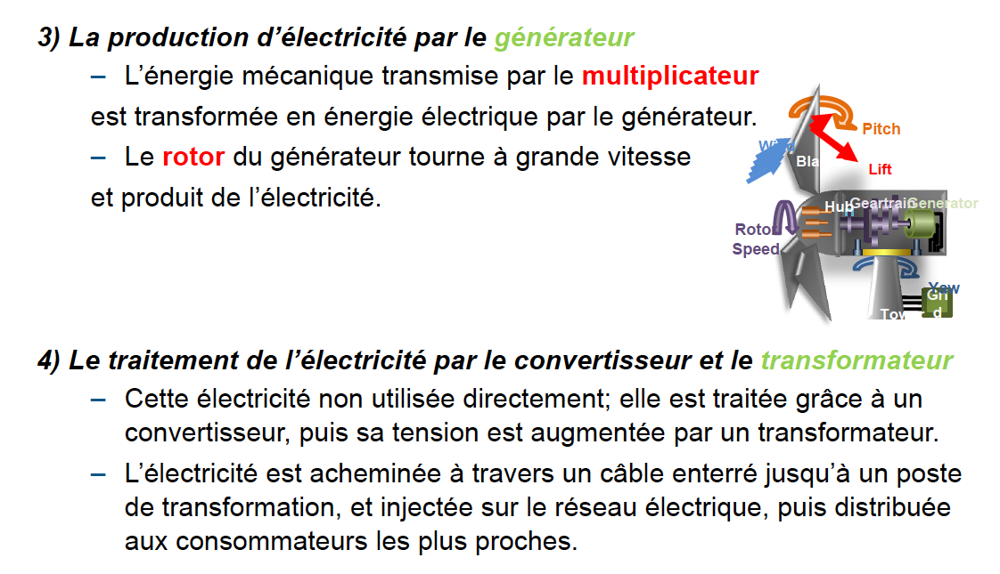 3) La production d’électricité par le générateur
– L’énergie mécanique transmise par le multiplicateur
est transformée en énergie électrique par le générateur.
– Le rotor du générateur tourne à grande vitesse
et produit de l’électricité.
Pitch
Lift
Hub
Geartrain
Generator
Rotor
Speed
Yaw
Gri
d
4) Le traitement de l’électricité par le convertisseur et le transformateur
– Cette électricité non utilisée directement; elle est traitée grâce à un
convertisseur, puis sa tension est augmentée par un transformateur.
– L’électricité est acheminée à travers un câble enterré jusqu’à un poste
de transformation, et injectée sur le réseau électrique, puis distribuée
aux consommateurs les plus proches.